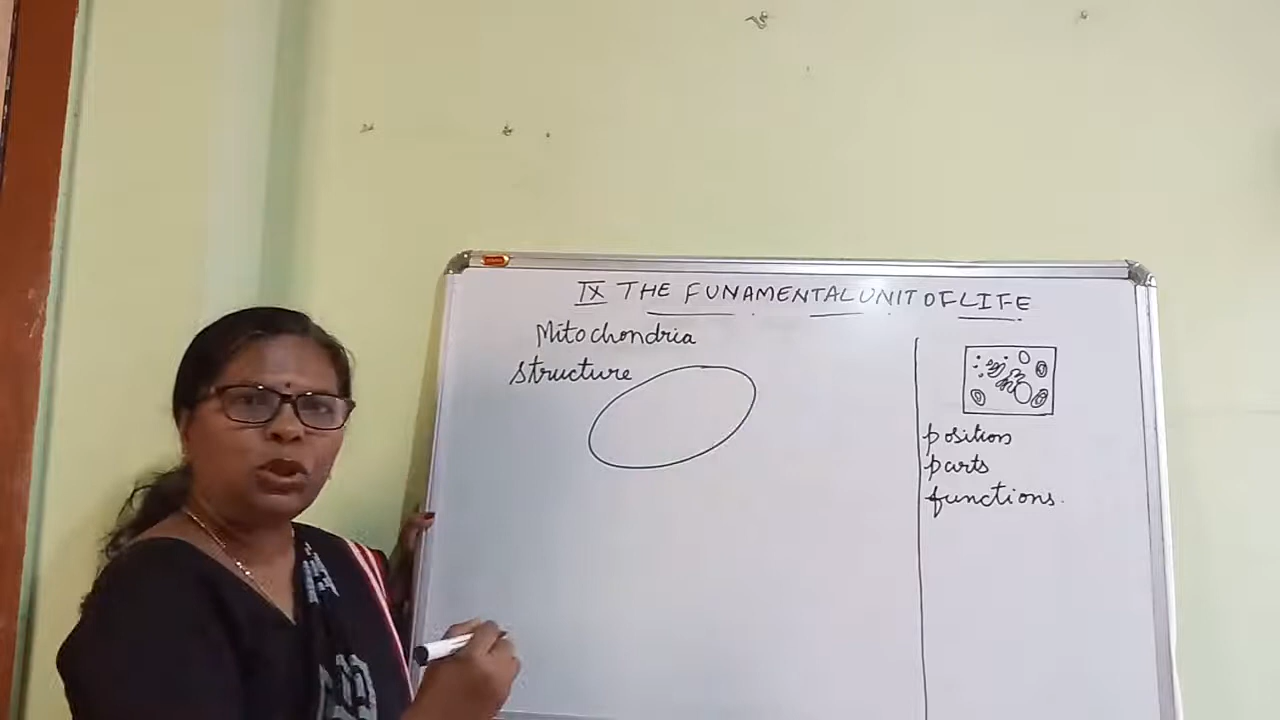 IX THE FUNAMENTAL UNIT OF LIFE
Mitochondria
structure
position
parts
functions.